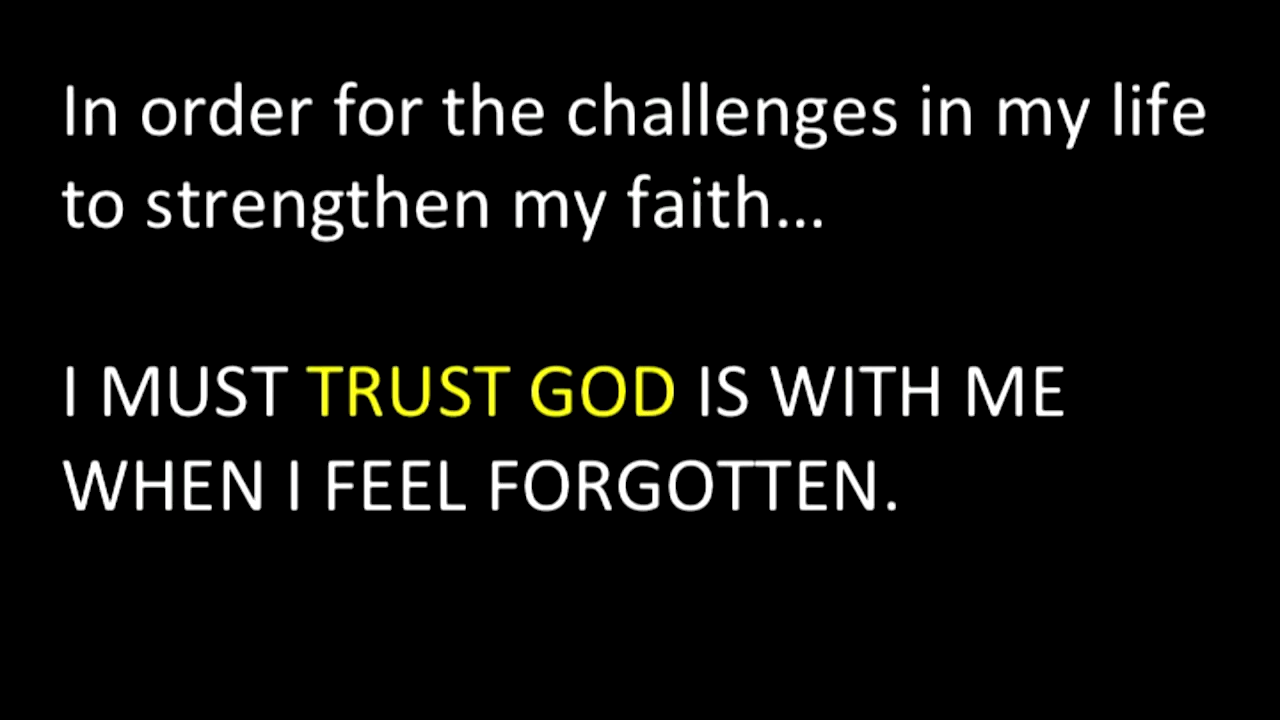 In order for the challenges in my life
to strengthen my faith...
I MUST TRUST GOD IS WITH ME
WHEN I FEEL FORGOTTEN.